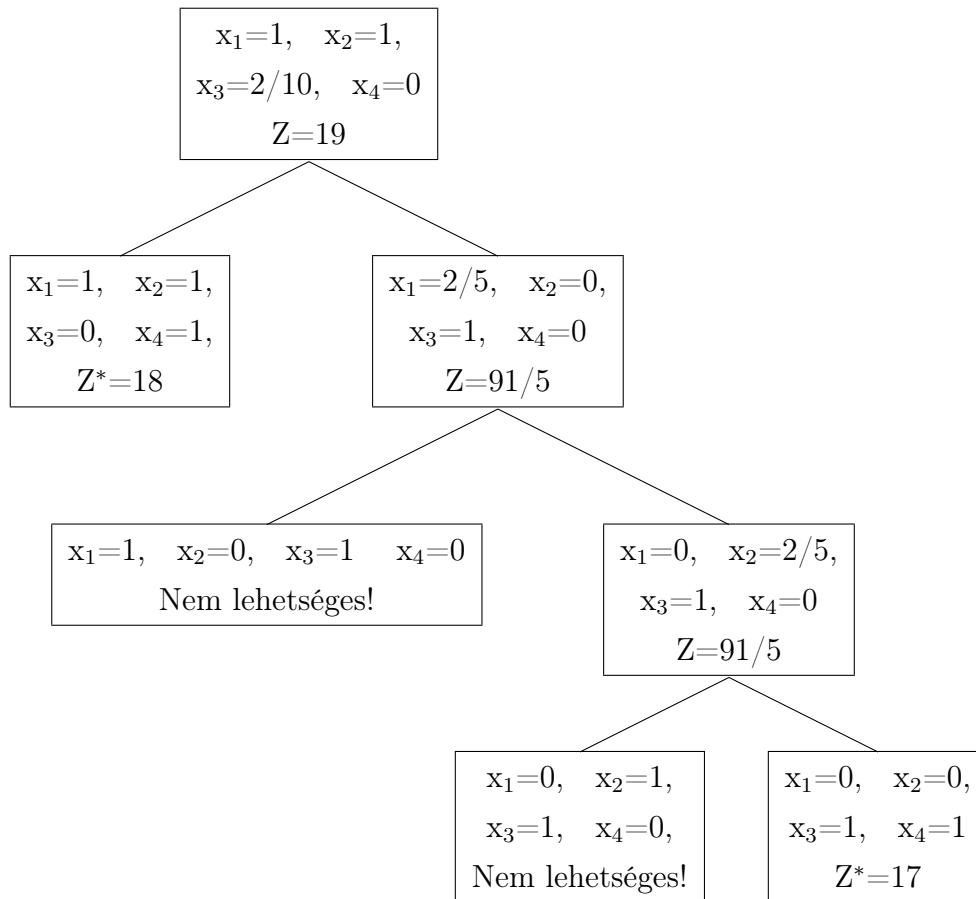 x₁=1, x₂=1,
x₃=2/10, x₄=0
Z=19
x₁=1, x₂=1,
x₃=0, x₄=1,
Z*=18
x₁=2/5, x₂=0,
x₃=1, x₄=0
Z=91/5
x₁=1, x₂=0, x₃=1 x₄=0
Nem lehetséges!
x₁=0, x₂=2/5,
x₃=1, x₄=0
Z=91/5
x₁=0, x₂=1,
x₃=1, x₄=0,
Nem lehetséges!
x₁=0, x₂=0,
x₃=1, x₄=1
Z*=17